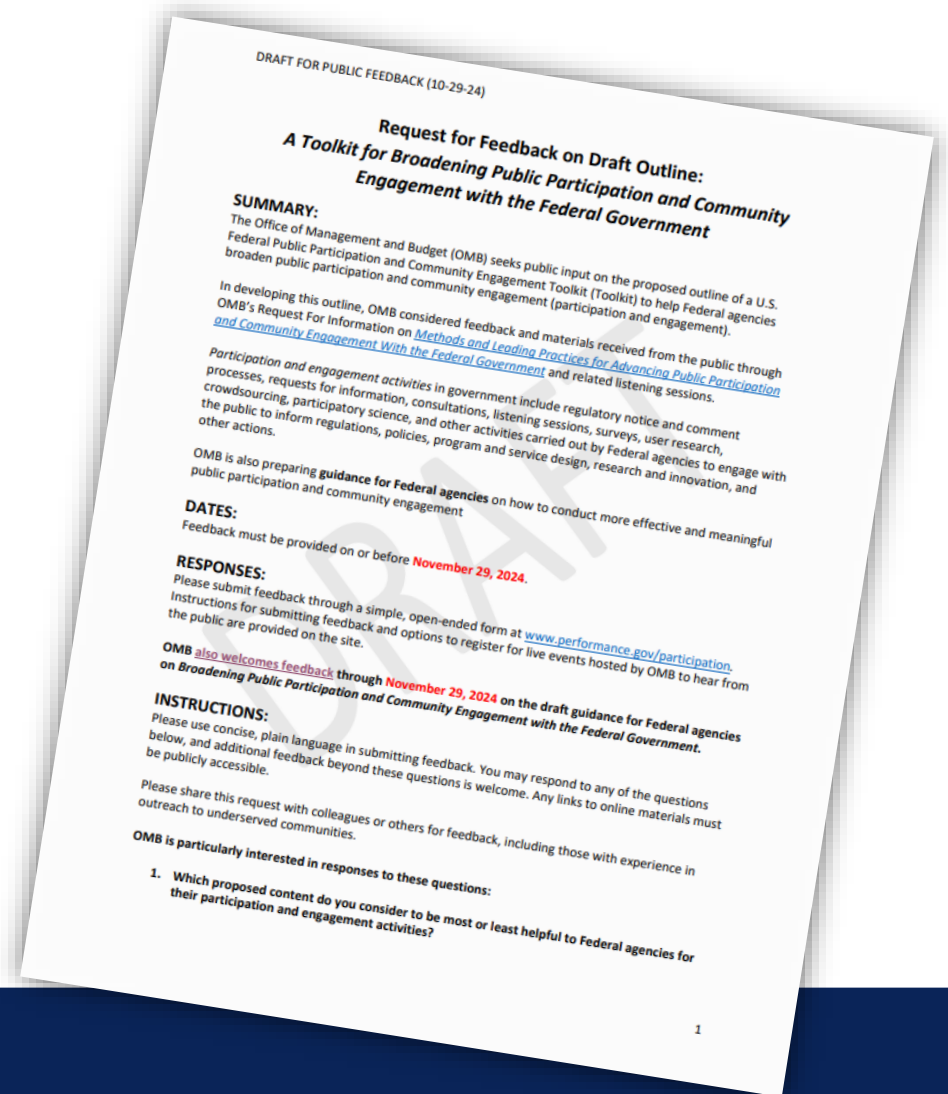 DRAFT FOR PUBLIC FEEDBACK (10-29-24)
Request for Feedback on Draft Outline:
A Toolkit for Broadening Public Participation and Community
Engagement with the Federal Government
SUMMARY:
The Office of Management and Budget (OMB) seeks public input on the proposed outline of a U.S.
Federal Public Participation and Community Engagement Toolkit (Toolkit) to help Federal agencies
broaden public participation and community engagement (participation and engagement).
In developing this outline, OMB considered feedback and materials received from the public through
OMB's Request For Information on Methods and Leading Practices for Advancing Public Participation
and Community Engagement With the Federal Government and related listening sessions.
Participation and engagement activities in government include regulatory notice and comment
processes, requests for information, consultations, listening sessions, surveys, user research,
crowdsourcing, participatory science, and other activities carried out by Federal agencies to engage with
the public to inform regulations, policies, program and service design, research and innovation, and
other actions.
OMB is also preparing guidance for Federal agencies on how to conduct more effective and meaningful
public participation and community engagement
DATES:
Feedback must be provided on or before November 29, 2024.
RESPONSES:
Please submit feedback through a simple, open-ended form at www.performance.gov/participation.
Instructions for submitting feedback and options to register for live events hosted by OMB to hear from
the public are provided on the site.
OMB also welcomes feedback through November 29, 2024 on the draft guidance for Federal agencies
on Broadening Public Participation and Community Engagement with the Federal Government.
INSTRUCTIONS:
Please use concise, plain language in submitting feedback. You may respond to any of the questions
below, and additional feedback beyond these questions is welcome. Any links to online materials must
be publicly accessible.
Please share this request with colleagues or others for feedback, including those with experience in
outreach to underserved communities.
OMB is particularly interested in responses to these questions:
1. Which proposed content do you consider to be most or least helpful to Federal agencies for
their participation and engagement activities?
1
DRAFT